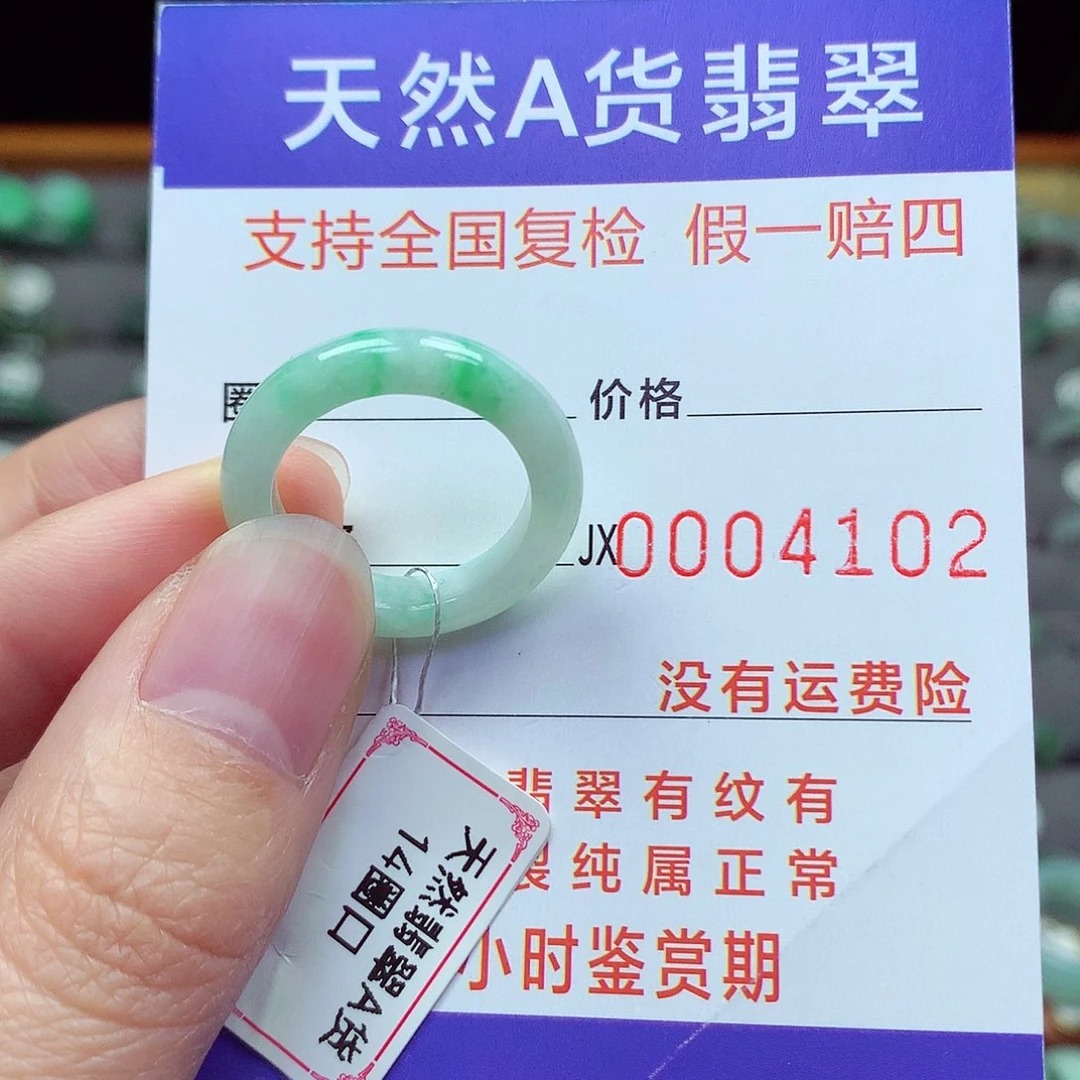 天然A货翡翠
支持全国复检 假一赔四
圈 价格
JX0004102
没有运费险
翡翠有纹有
裂纯属正常
小时鉴赏期
天然翡翠A货
14圈口